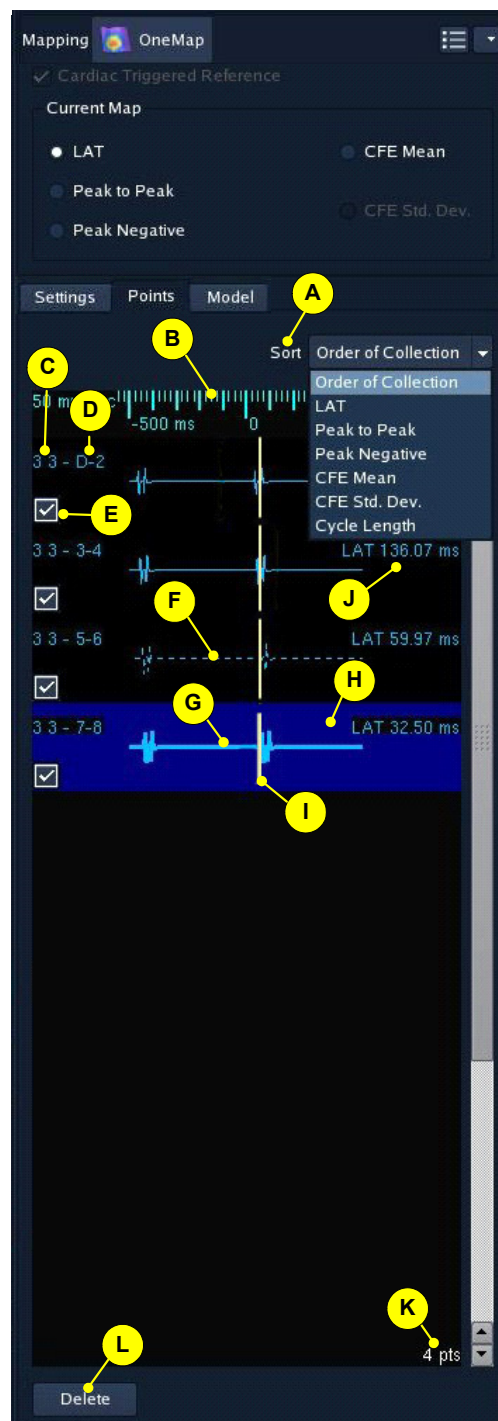 Mapping OneMap
Cardiac Triggered Reference
Current Map
LAT
CFE Mean
Peak to Peak
CFE Std. Dev.
Peak Negative
Settings Points Model
A
Sort Order of Collection
B
Order of Collection
LAT
Peak to Peak
Peak Negative
CFE Mean
CFE Std. Dev.
Cycle Length
C
D
-500 ms 0
3 3 - D-2
E
3 3 - 3-4
LAT 136.07 ms
J
F
3 3 - 5-6
LAT 59.97 ms
H
G
3 3 - 7-8
LAT 32.50 ms
I
K
4 pts
L
Delete